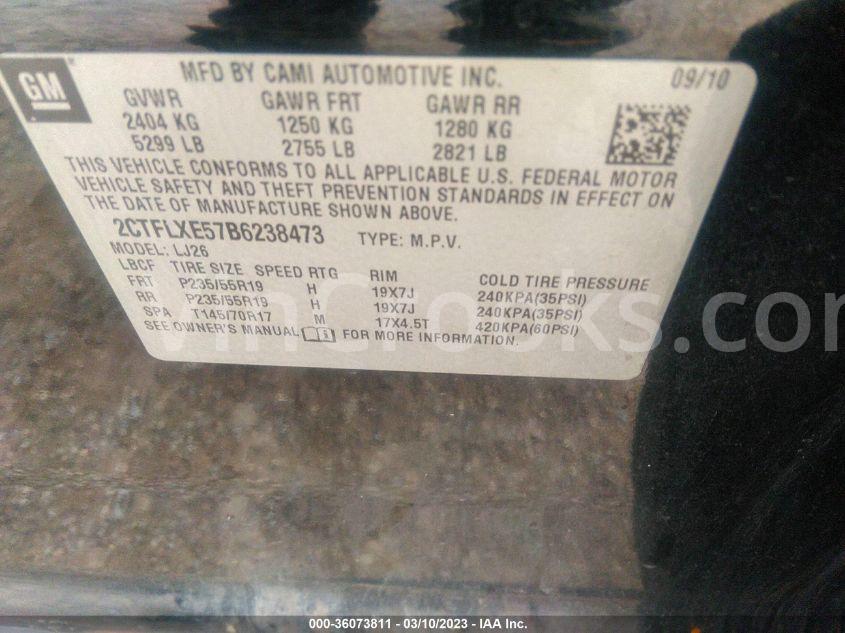 GM
MFD BY CAMI AUTOMOTIVE INC. 09/10
GVWR GAWR FRT GAWR RR
2404 KG 1250 KG 1280 KG
5299 LB 2755 LB 2821 LB
THIS VEHICLE CONFORMS TO ALL APPLICABLE U.S. FEDERAL MOTOR
VEHICLE SAFETY AND THEFT PREVENTION STANDARDS IN EFFECT ON
THE DATE OF MANUFACTURE SHOWN ABOVE.
2CTFLXE57B6238473 TYPE: M.P.V.
MODEL: LJ26
LBCF TIRE SIZE SPEED RTG RIM COLD TIRE PRESSURE
FRT P235/55R19 H 19X7J 240KPA(35PSI)
RR P235/55R19 H 19X7J 240KPA(35PSI)
SPA T145/70R17 M 17X4.5T 420KPA(60PSI)
SEE OWNER'S MANUAL FOR MORE INFORMATION.
VinCrooks.com
000-36073811 — 03/10/2023 — IAA Inc.